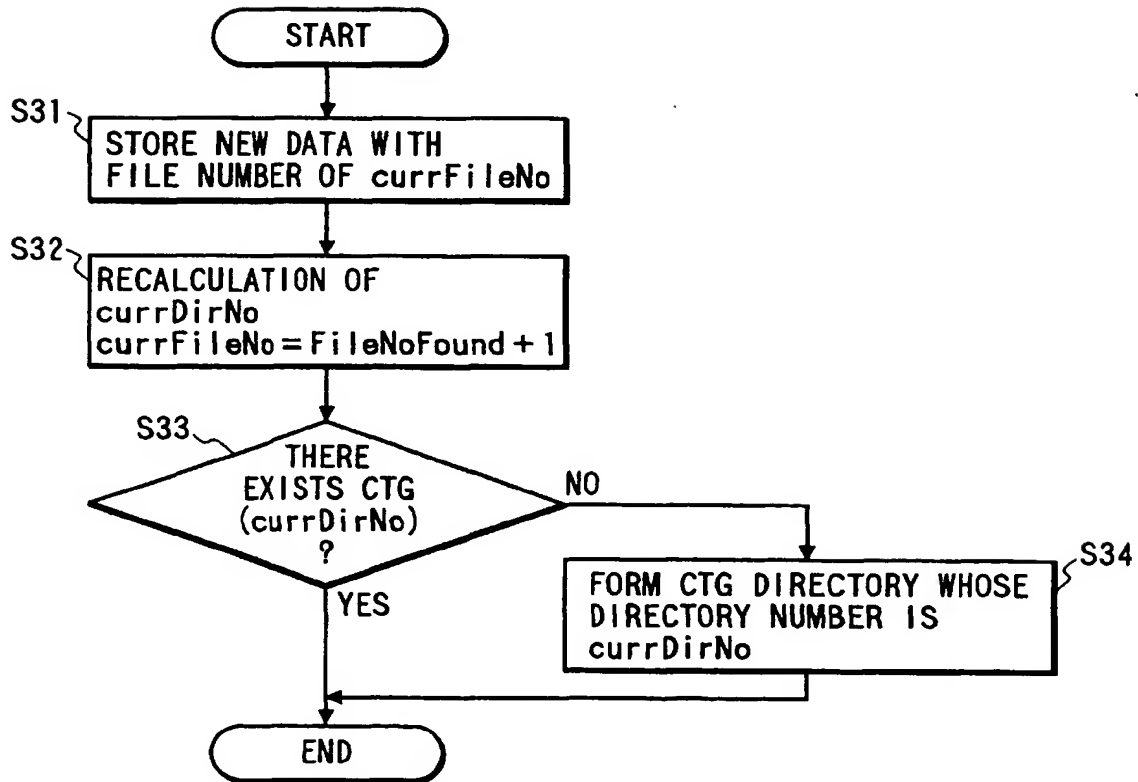 START
S31
STORE NEW DATA WITH
FILE NUMBER OF currFileNo
S32
RECALCULATION OF
currDirNo
currFileNo=FileNoFound+1
S33
THERE
EXISTS CTG
(currDirNo)
?
NO
YES
S34
FORM CTG DIRECTORY WHOSE
DIRECTORY NUMBER IS
currDirNo
END